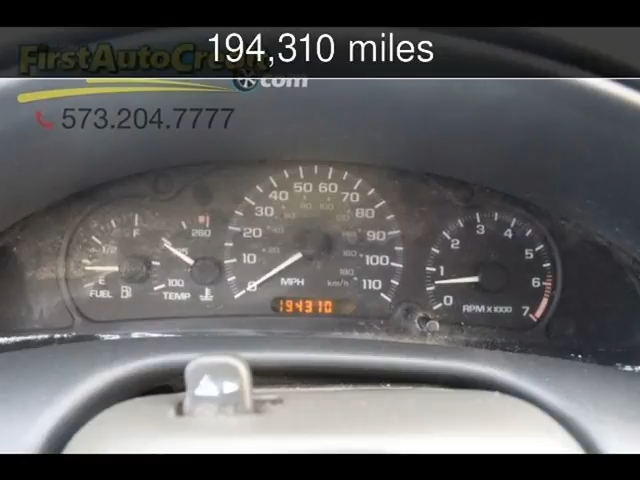 194,310 miles
FirstAutoCredit
.com
573.204.7777
50 60
40 70
30 80
20 90
10 100
0 110
MPH
km/h
194310
F
1/2
E
FUEL
260
100
TEMP
3 4
2 5
1 6
0 7
RPM X 1000